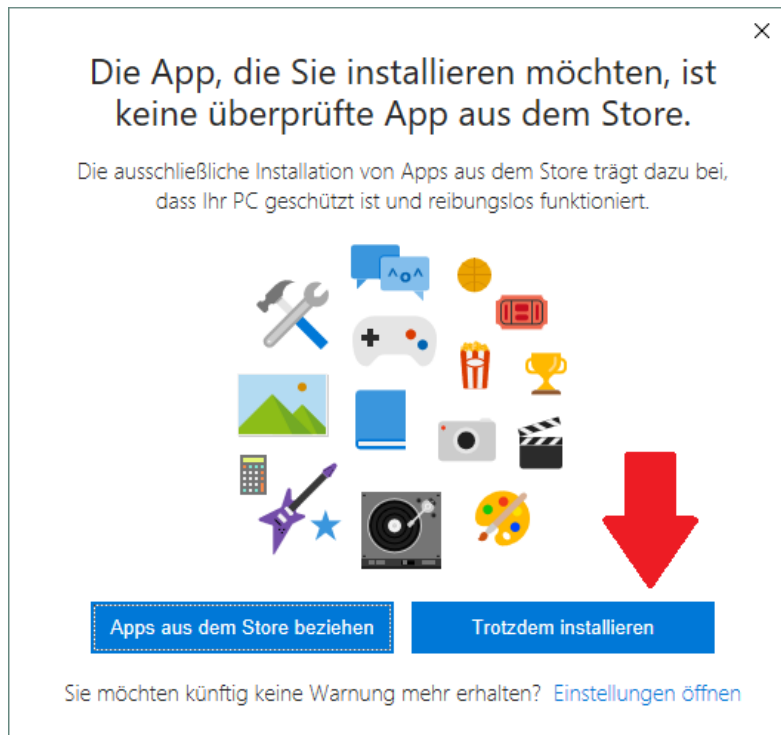 Die App, die Sie installieren möchten, ist
keine überprüfte App aus dem Store.
Die ausschließliche Installation von Apps aus dem Store trägt dazu bei,
dass Ihr PC geschützt ist und reibungslos funktioniert.
^o^
Apps aus dem Store beziehen
Trotzdem installieren
Sie möchten künftig keine Warnung mehr erhalten? Einstellungen öffnen